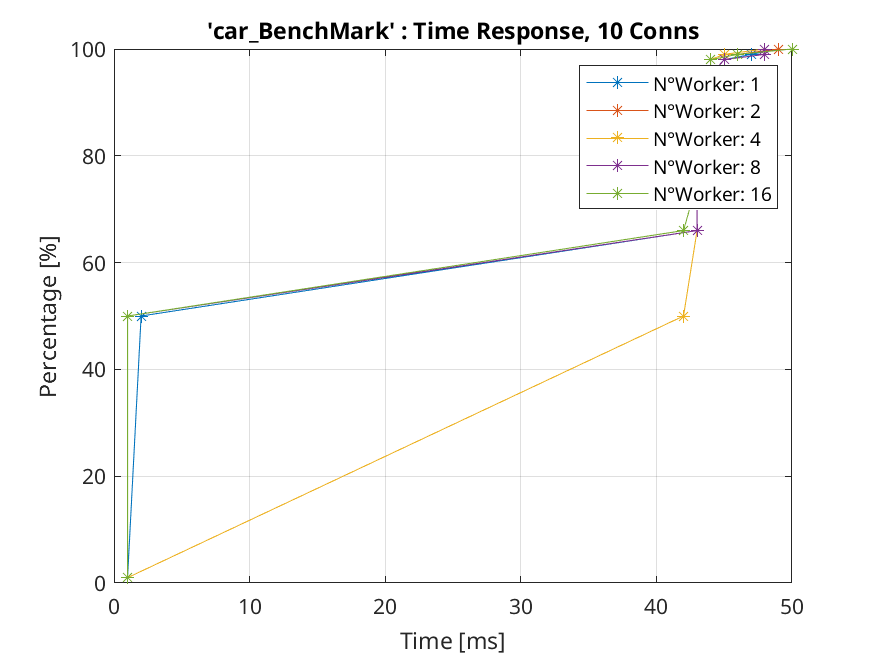 'car_BenchMark' : Time Response, 10 Conns
100
80
60
40
20
0
Percentage [%]
N°Worker: 1
N°Worker: 2
N°Worker: 4
N°Worker: 8
N°Worker: 16
0 10 20 30 40 50
Time [ms]